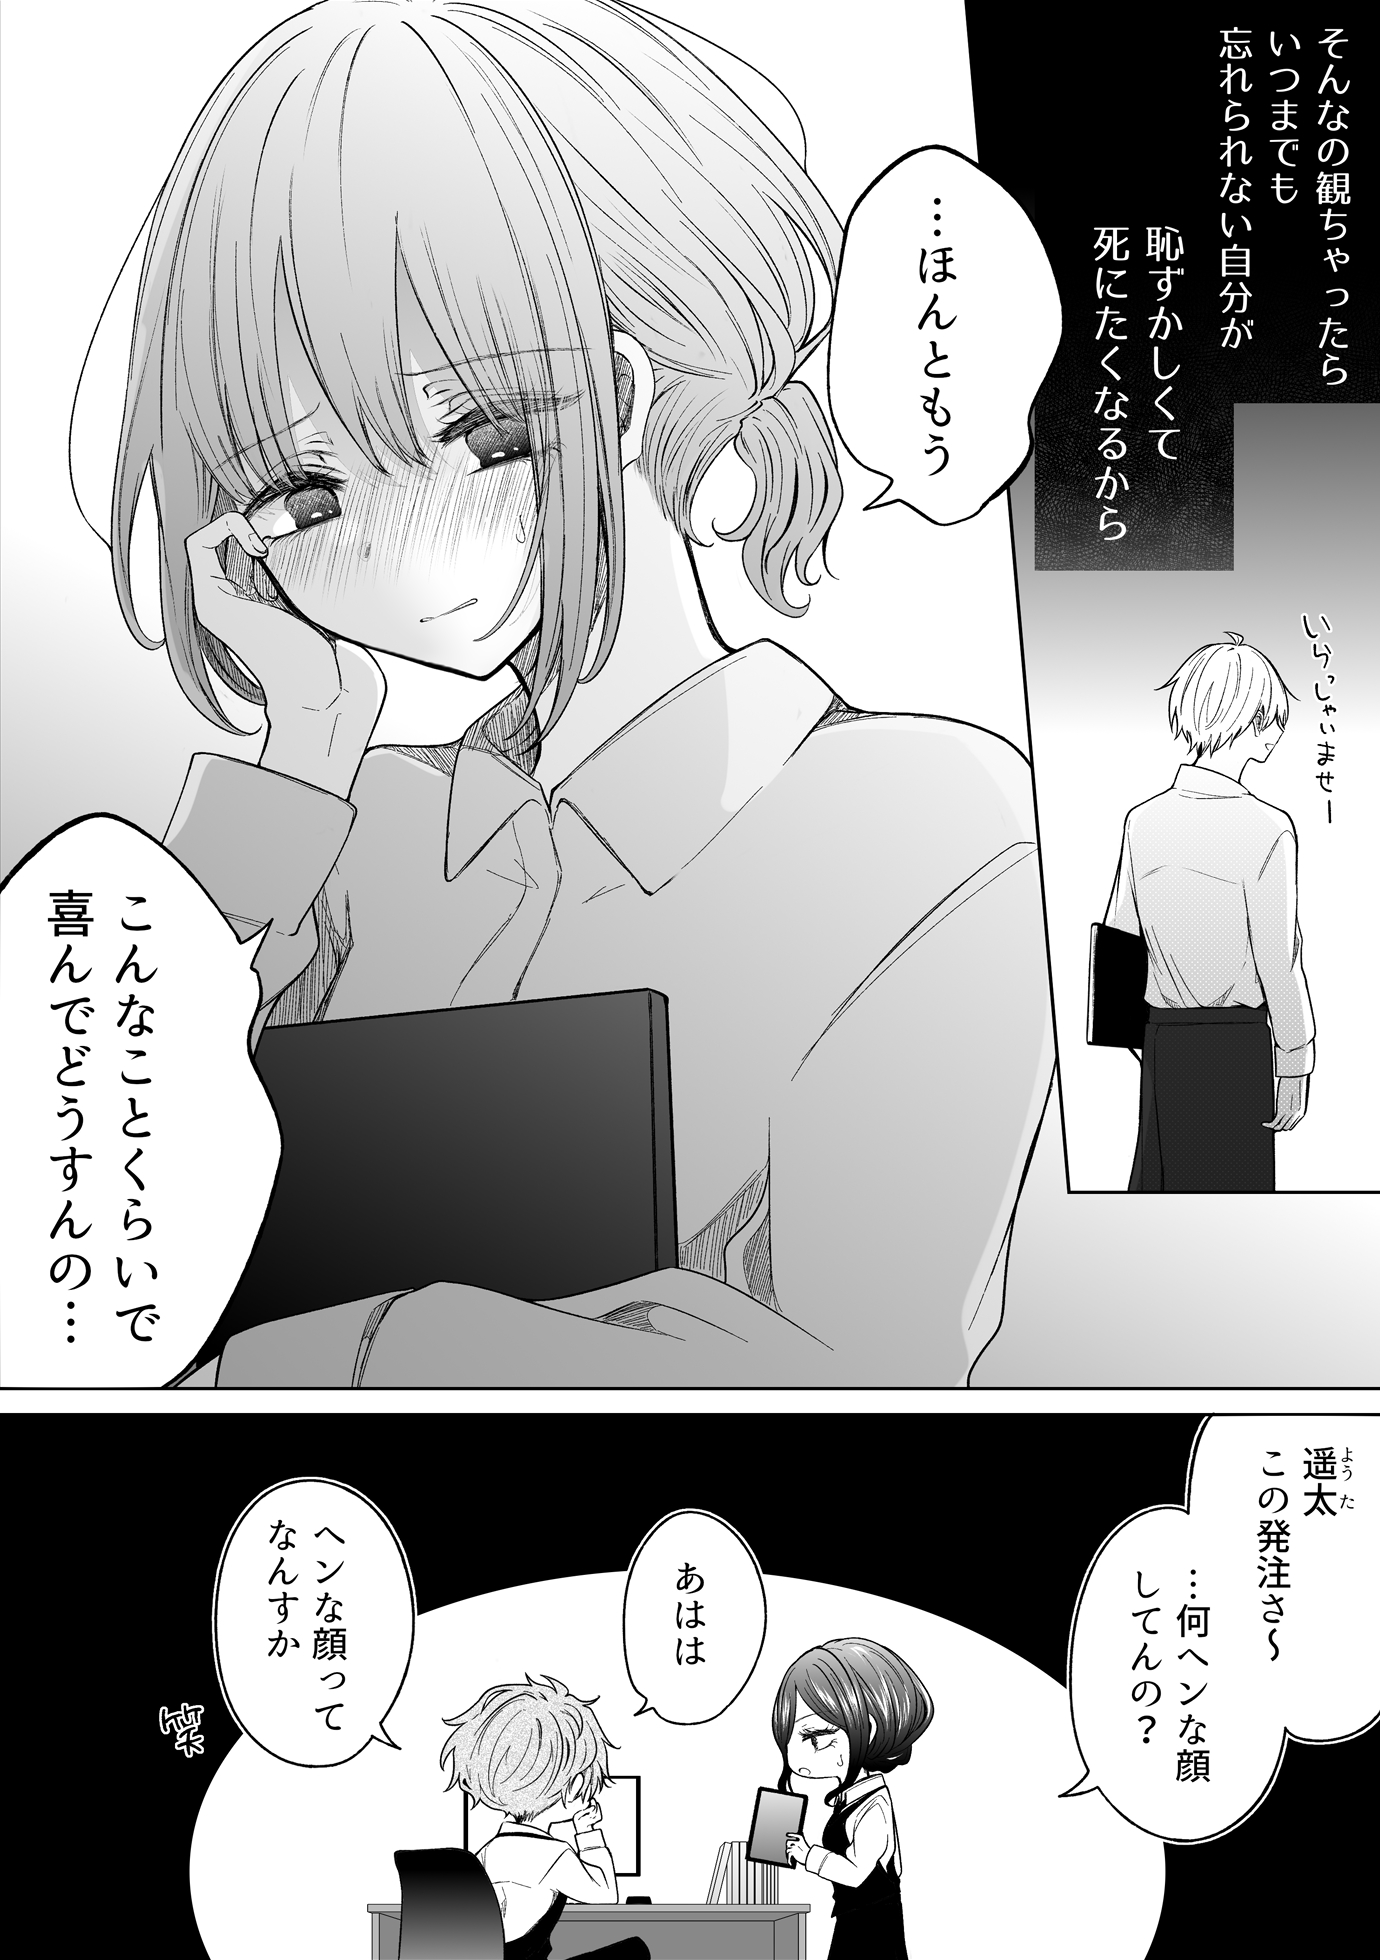 そんなの観ちゃったら
いつまでも
忘れられない自分が
恥ずかしくて
死にたくなるから
いらっしゃいませー
…ほんともう
こんなことくらいで
喜んでどうすんの…
遥太
ようた
この発注さ〜
…何ヘンな顔
してんの？
あはは
ヘンな顔って
なんすか
笑